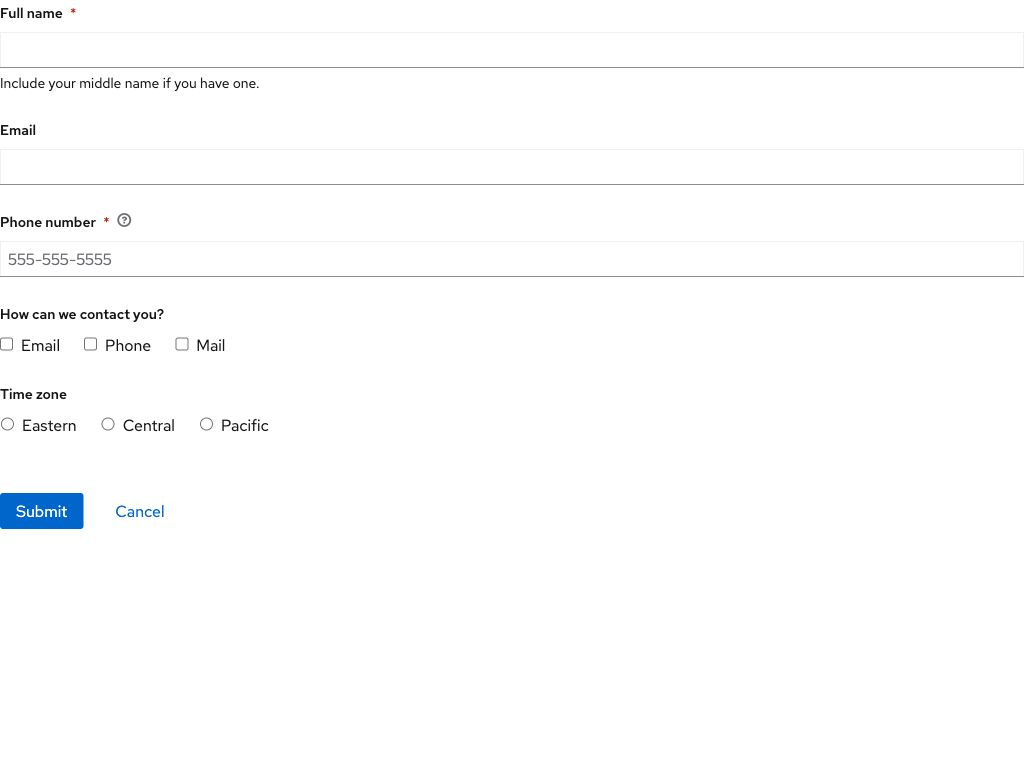 Full name *
Include your middle name if you have one.
Email
Phone number *
555-555-5555
How can we contact you?
Email Phone Mail
Time zone
Eastern Central Pacific
Submit Cancel